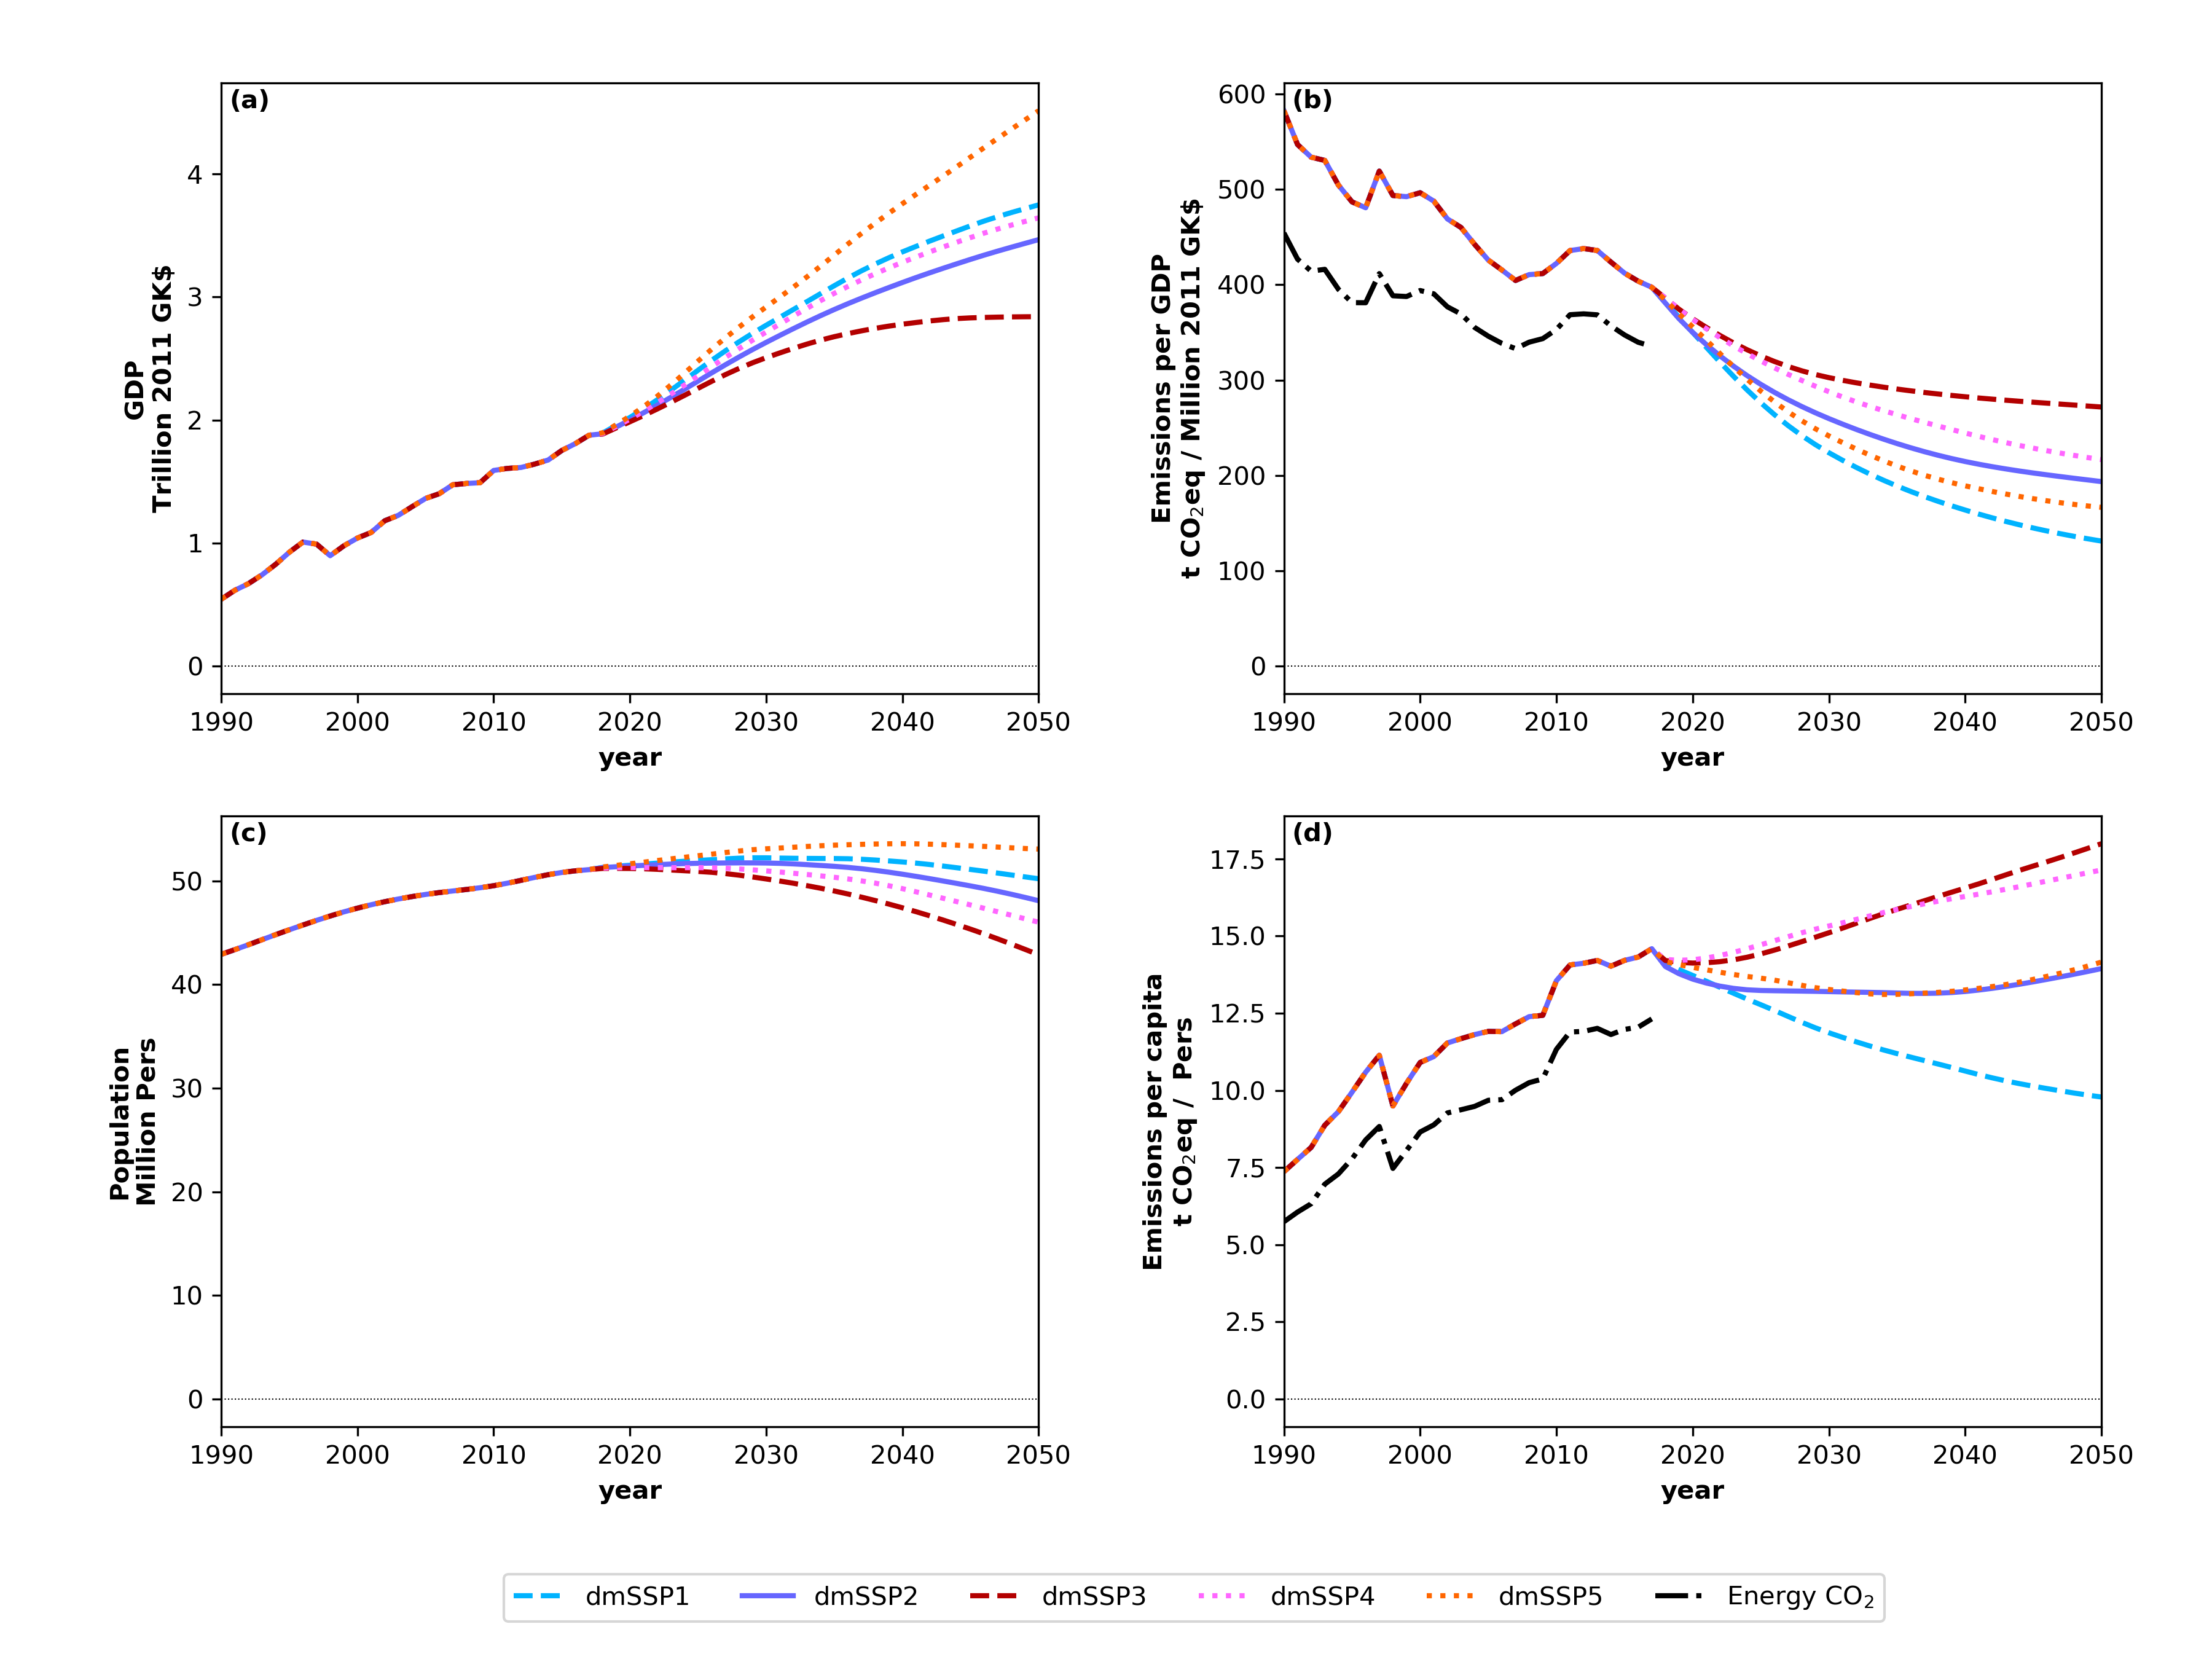 (a)
GDP
Trillion 2011 GK$
4
3
2
1
0
1990 2000 2010 2020 2030 2040 2050
year
(b)
Emissions per GDP
t CO₂eq / Million 2011 GK$
600
500
400
300
200
100
0
1990 2000 2010 2020 2030 2040 2050
year
(c)
Population
Million Pers
50
40
30
20
10
0
1990 2000 2010 2020 2030 2040 2050
year
(d)
Emissions per capita
t CO₂eq / Pers
17.5
15.0
12.5
10.0
7.5
5.0
2.5
0.0
1990 2000 2010 2020 2030 2040 2050
year
dmSSP1 dmSSP2 dmSSP3 dmSSP4 dmSSP5 Energy CO₂